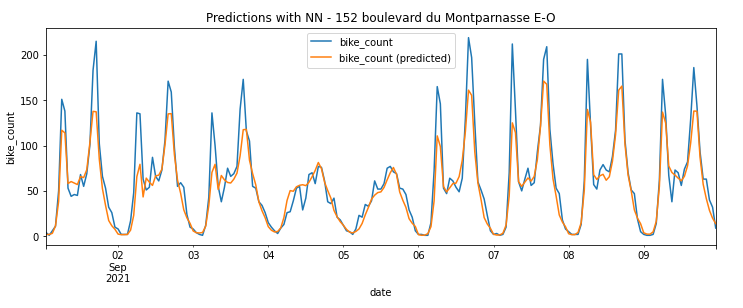 Predictions with NN - 152 boulevard du Montparnasse E-O
bike_count
bike_count (predicted)
bike_count
200
150
100
50
0
02 03 04 05 06 07 08 09
Sep
2021
date